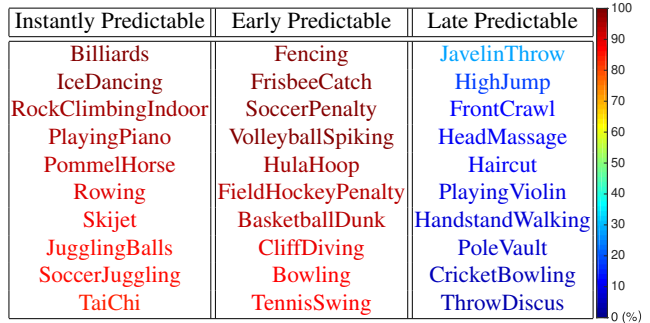 Instantly Predictable Early Predictable Late Predictable
Billiards Fencing JavelinThrow
IceDancing FrisbeeCatch HighJump
RockClimbingIndoor SoccerPenalty FrontCrawl
PlayingPiano VolleyballSpiking HeadMassage
PommelHorse HulaHoop Haircut
Rowing FieldHockeyPenalty PlayingViolin
Skijet BasketballDunk HandstandWalking
JugglingBalls CliffDiving PoleVault
SoccerJuggling Bowling CricketBowling
TaiChi TennisSwing ThrowDiscus
100
90
80
70
60
50
40
30
20
10
0 (%)